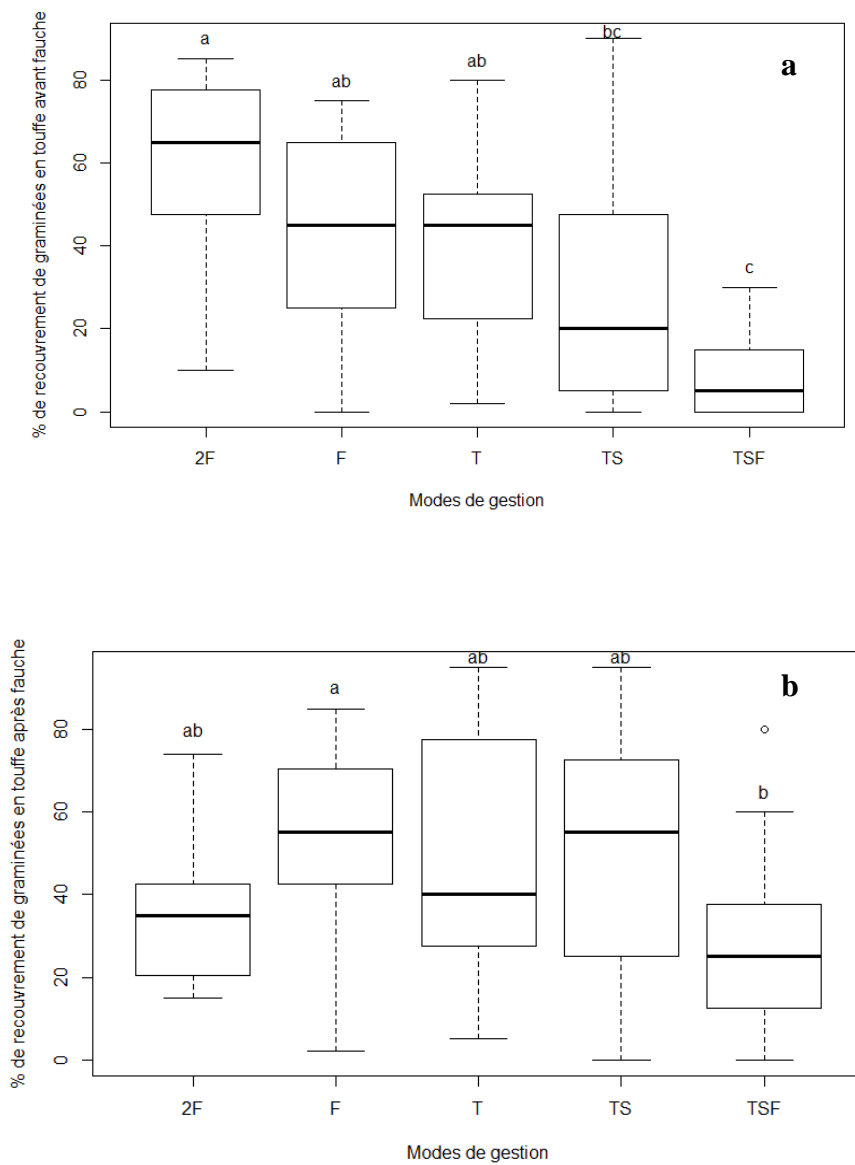 a
ab
ab
bc
c
a
% de recouvrement de graminées en touffe avant fauche
80
60
40
20
0
2F F T TS TSF
Modes de gestion
ab
a
ab
ab
b
b
% de recouvrement de graminées en touffe après fauche
80
60
40
20
0
2F F T TS TSF
Modes de gestion